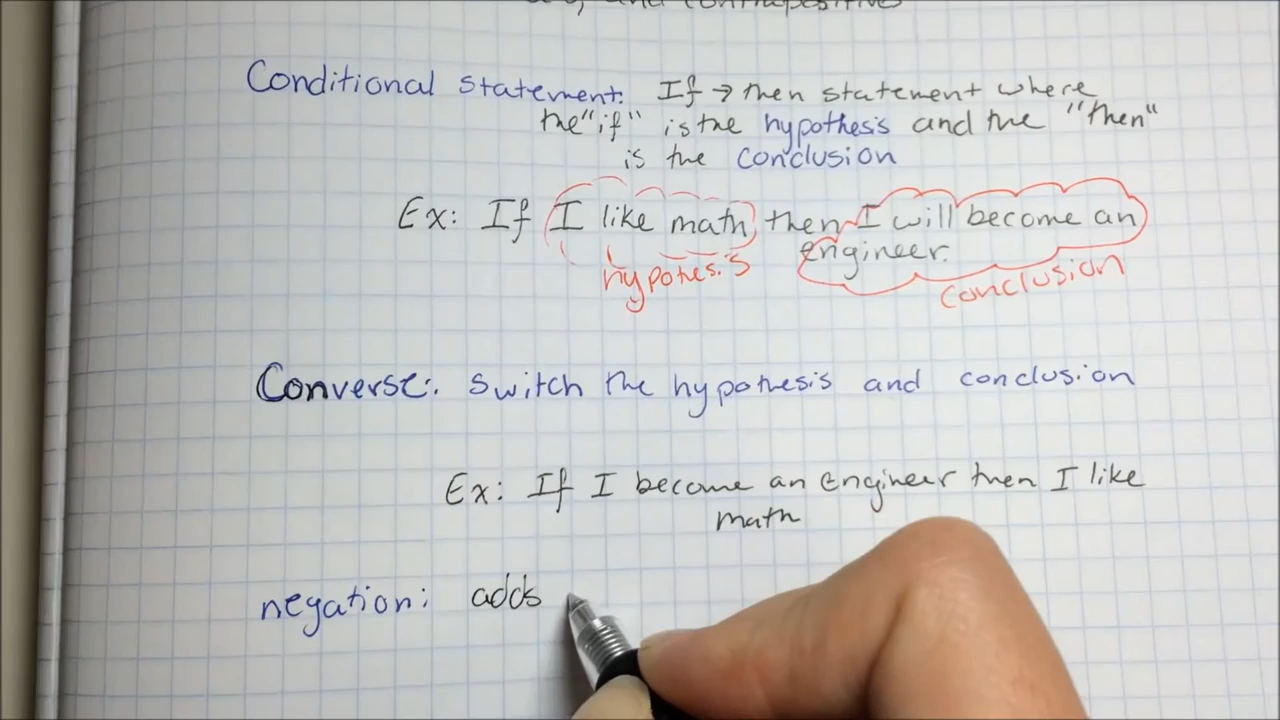 and contrapositive
Conditional statement: If → then statement where
the "if" is the hypothesis and the "then"
is the conclusion
Ex: If I like math then I will become an
engineer.
hypothesis
conclusion
Converse: switch the hypothesis and conclusion
Ex: If I become an engineer then I like
math
negation: adds